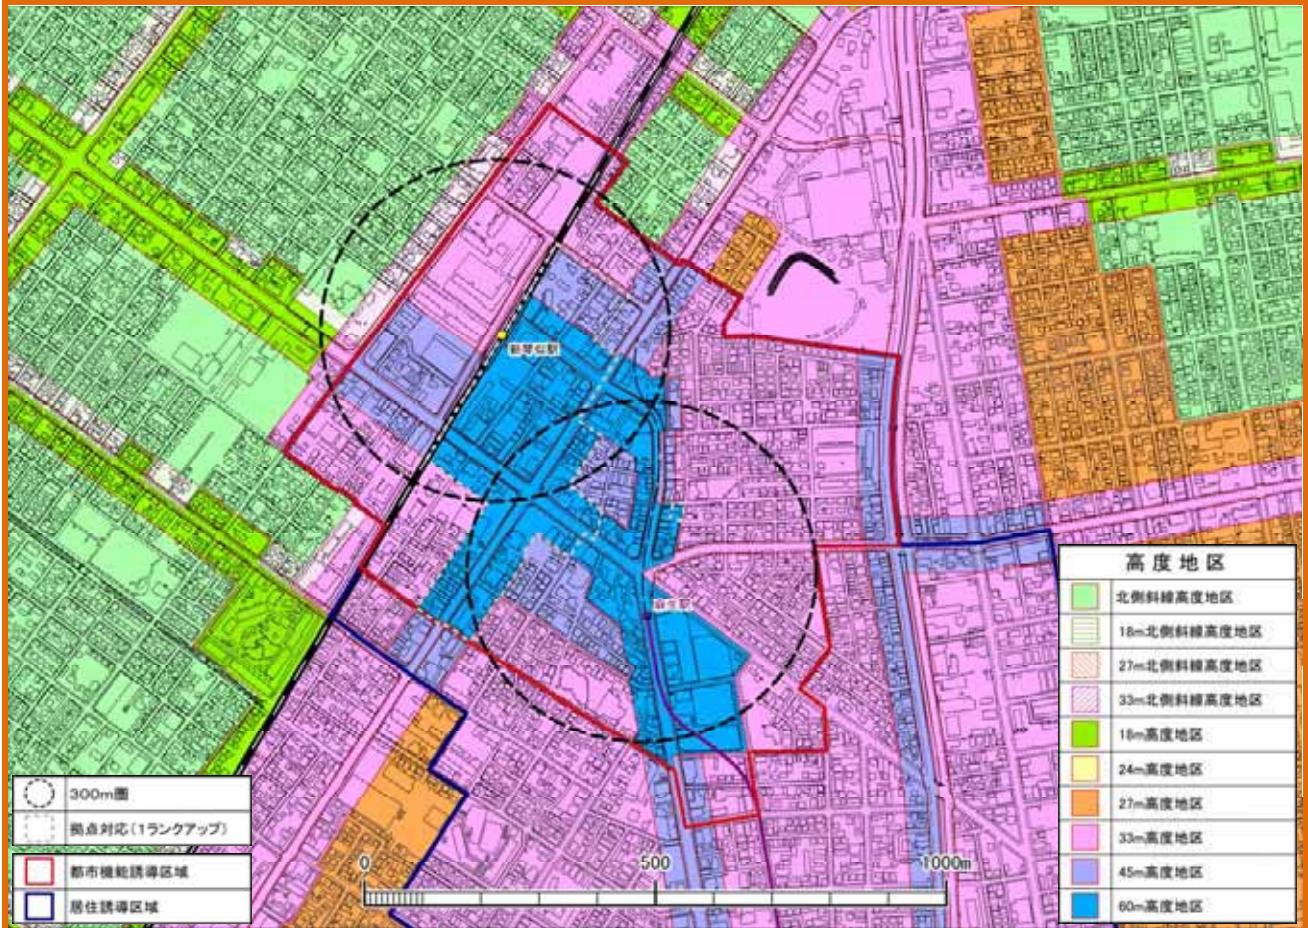 新琴似駅
麻生駅
高度地区
北側斜線高度地区
18m北側斜線高度地区
27m北側斜線高度地区
33m北側斜線高度地区
18m高度地区
24m高度地区
27m高度地区
33m高度地区
45m高度地区
60m高度地区
300m圏
拠点対応(1ランクアップ)
都市機能誘導区域
居住誘導区域
0 500 1000m